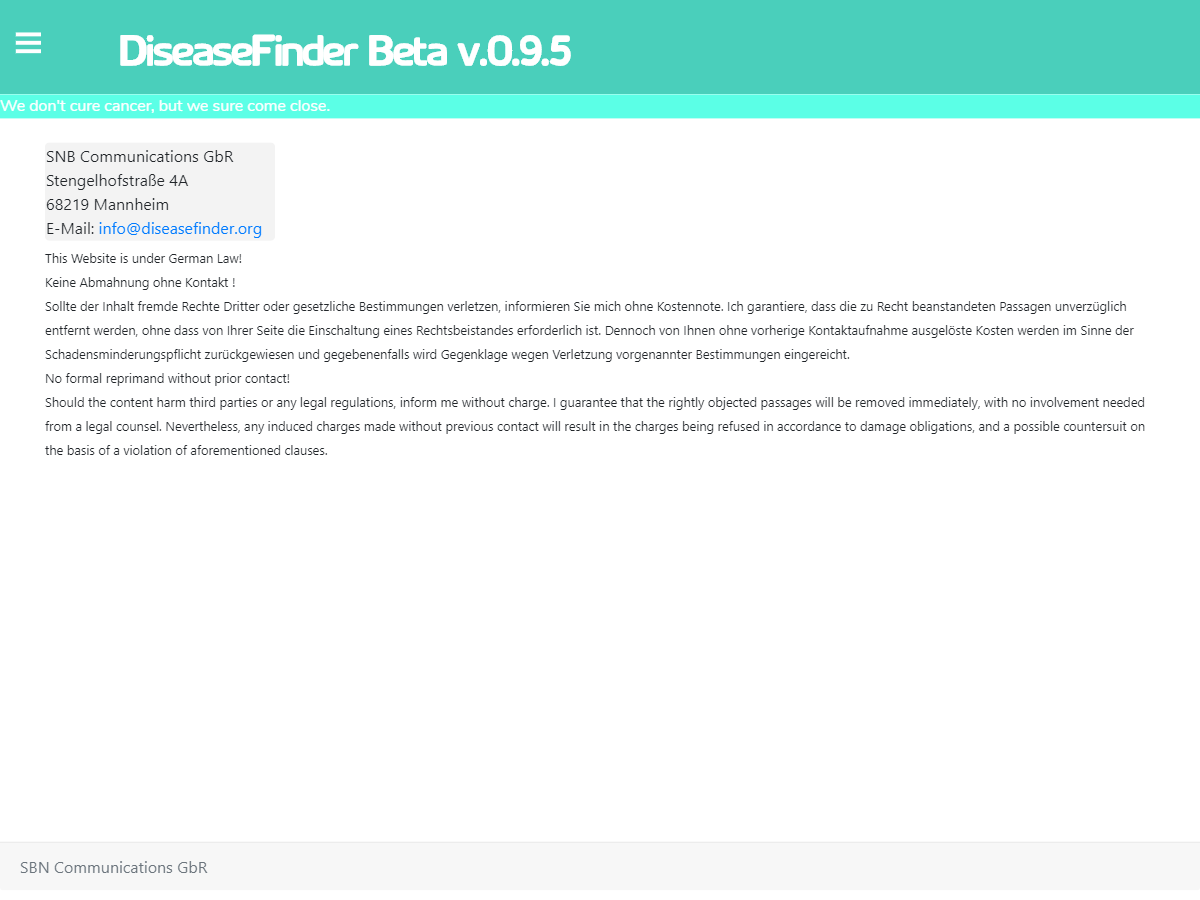 DiseaseFinder Beta v.0.9.5
We don't cure cancer, but we sure come close.
SNB Communications GbR
Stengelhofstraße 4A
68219 Mannheim
E-Mail: info@diseasefinder.org
This Website is under German Law!
Keine Abmahnung ohne Kontakt !
Sollte der Inhalt fremde Rechte Dritter oder gesetzliche Bestimmungen verletzen, informieren Sie mich ohne Kostennote. Ich garantiere, dass die zu Recht beanstandeten Passagen unverzüglich
entfernt werden, ohne dass von Ihrer Seite die Einschaltung eines Rechtsbeistandes erforderlich ist. Dennoch von Ihnen ohne vorherige Kontaktaufnahme ausgelöste Kosten werden im Sinne der
Schadensminderungspflicht zurückgewiesen und gegebenenfalls wird Gegenklage wegen Verletzung vorgenannter Bestimmungen eingereicht.
No formal reprimand without prior contact!
Should the content harm third parties or any legal regulations, inform me without charge. I guarantee that the rightly objected passages will be removed immediately, with no involvement needed
from a legal counsel. Nevertheless, any induced charges made without previous contact will result in the charges being refused in accordance to damage obligations, and a possible countersuit on
the basis of a violation of aforementioned clauses.
SBN Communications GbR